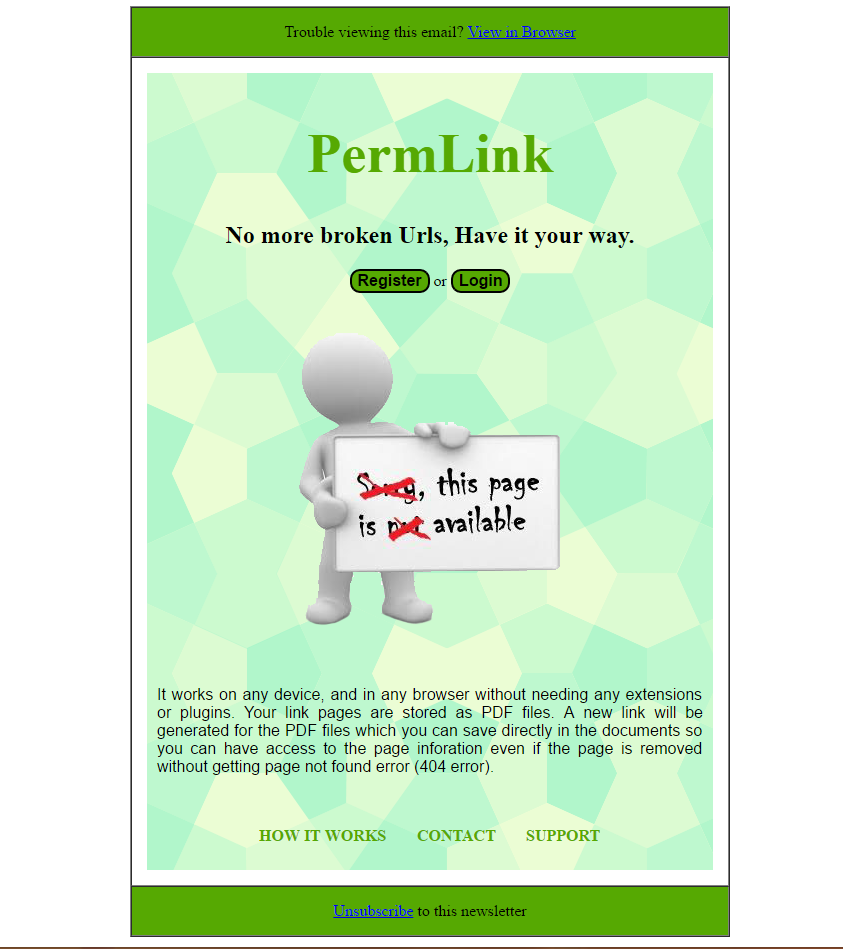 Trouble viewing this email? View in Browser
PermLink
No more broken Urls, Have it your way.
Register or Login
Sorry, this page
is not available
It works on any device, and in any browser without needing any extensions
or plugins. Your link pages are stored as PDF files. A new link will be
generated for the PDF files which you can save directly in the documents so
you can have access to the page inforation even if the page is removed
without getting page not found error (404 error).
HOW IT WORKS CONTACT SUPPORT
Unsubscribe to this newsletter